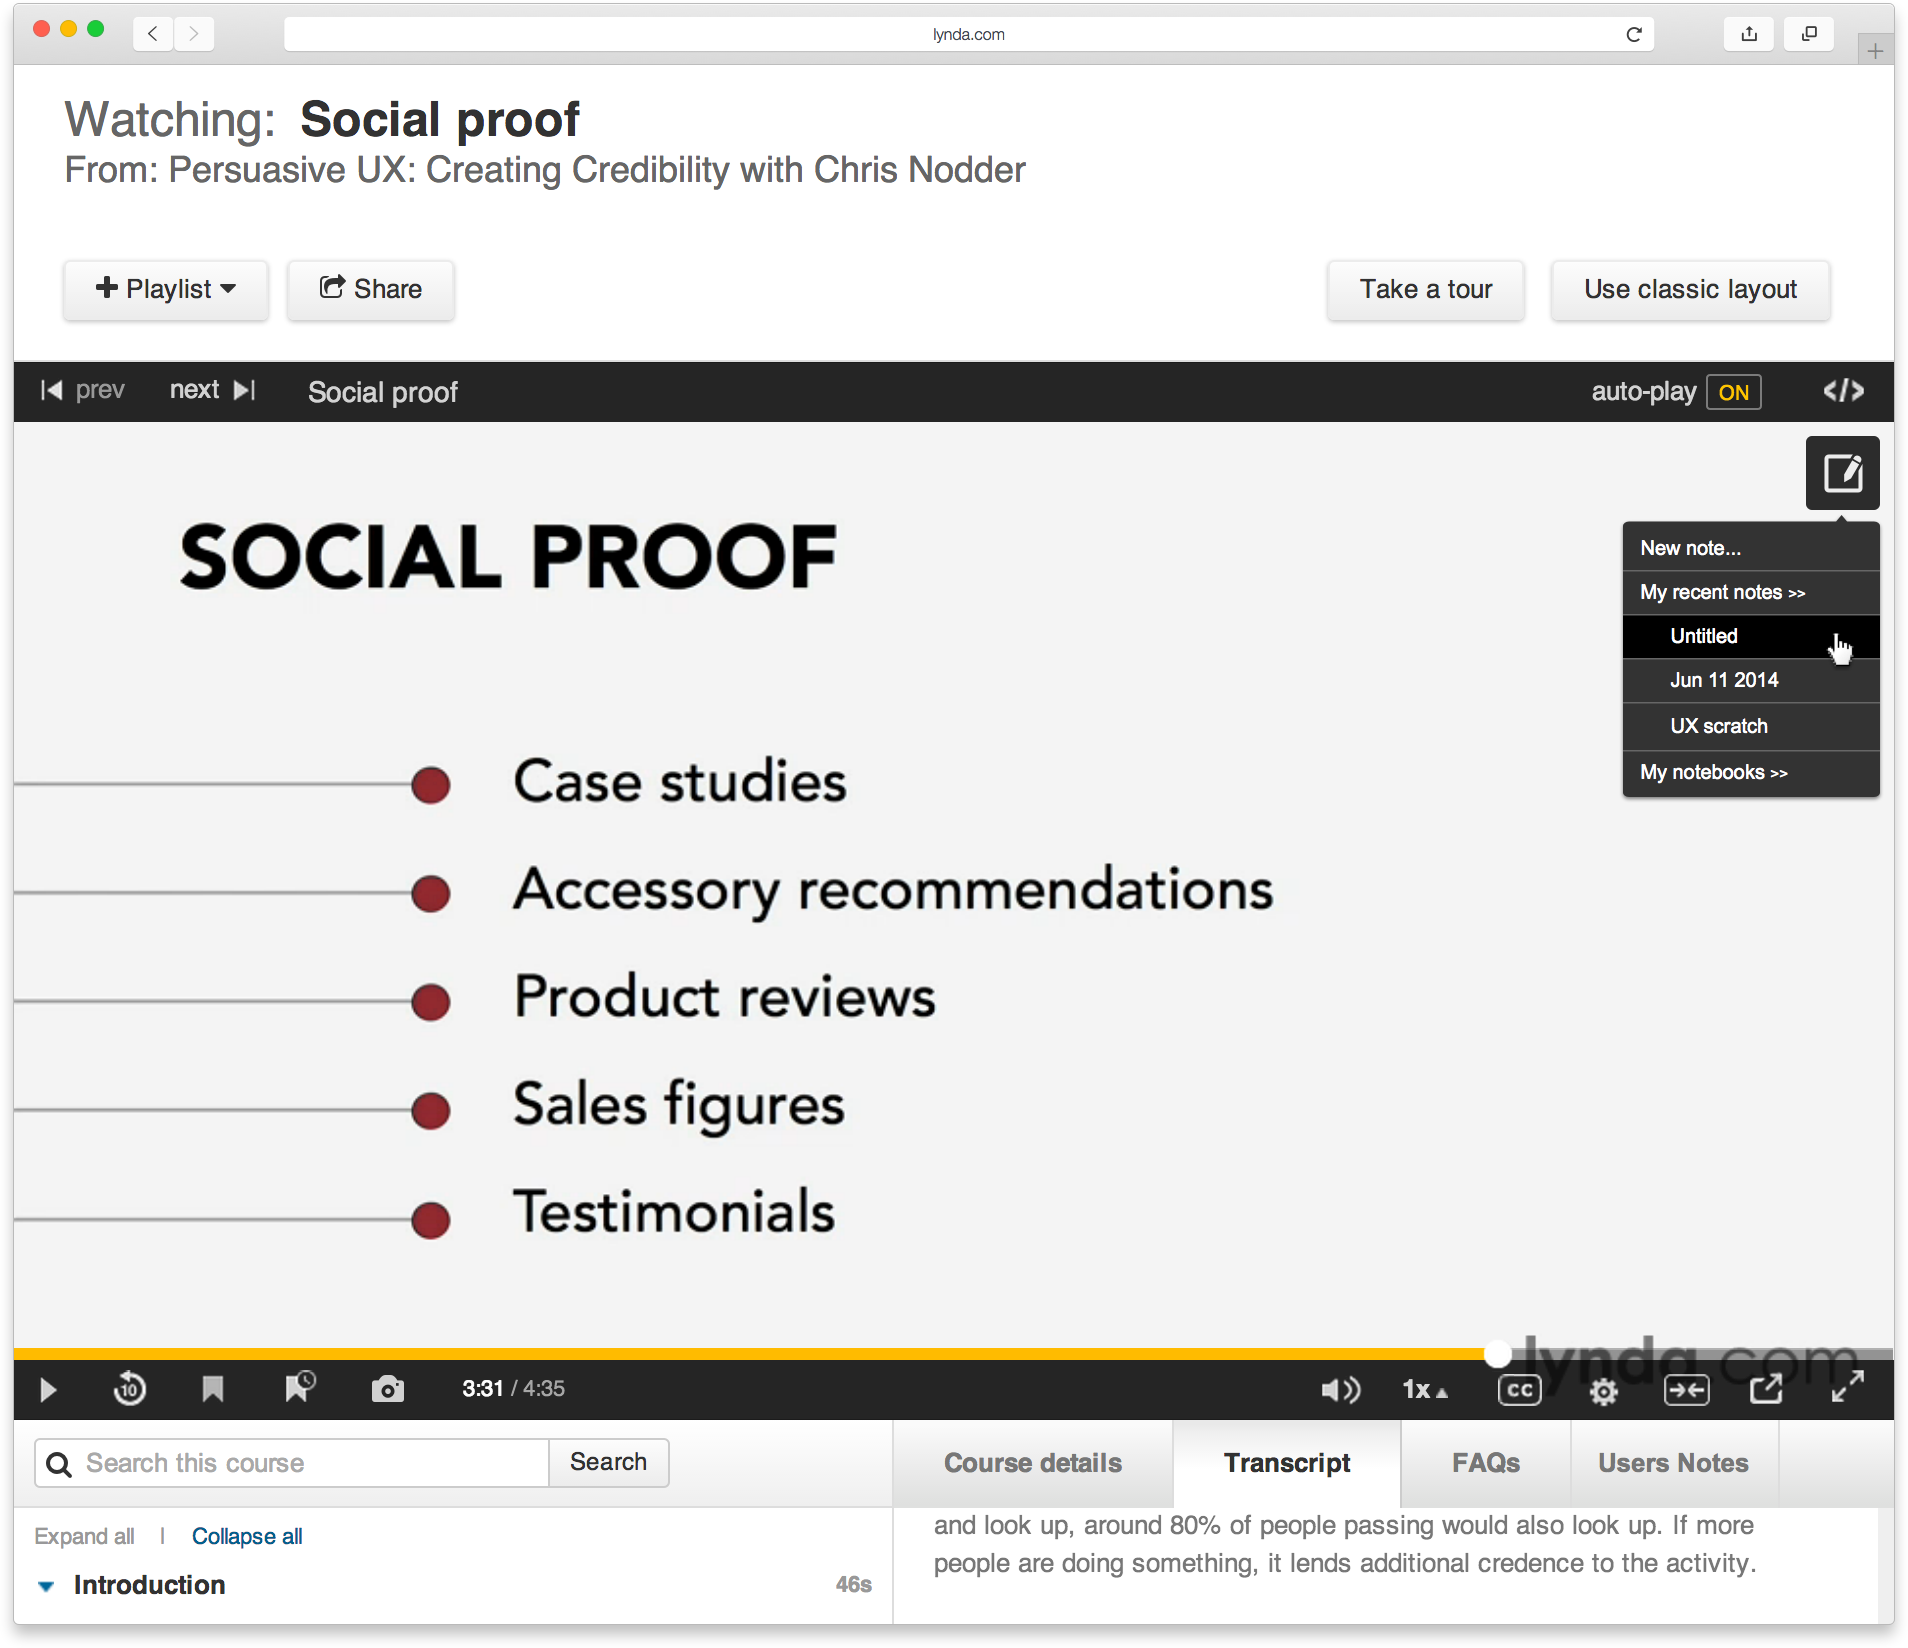 lynda.com
Watching: Social proof
From: Persuasive UX: Creating Credibility with Chris Nodder
Playlist
Share
Take a tour
Use classic layout
prev
next
Social proof
auto-play ON
SOCIAL PROOF
New note...
My recent notes >>
Untitled
Jun 11 2014
UX scratch
My notebooks >>
Case studies
Accessory recommendations
Product reviews
Sales figures
Testimonials
lynda.com
10
3:31 / 4:35
1x
CC
Search this course
Search
Course details
Transcript
FAQs
Users Notes
Expand all | Collapse all
Introduction 46s
and look up, around 80% of people passing would also look up. If more
people are doing something, it lends additional credence to the activity.